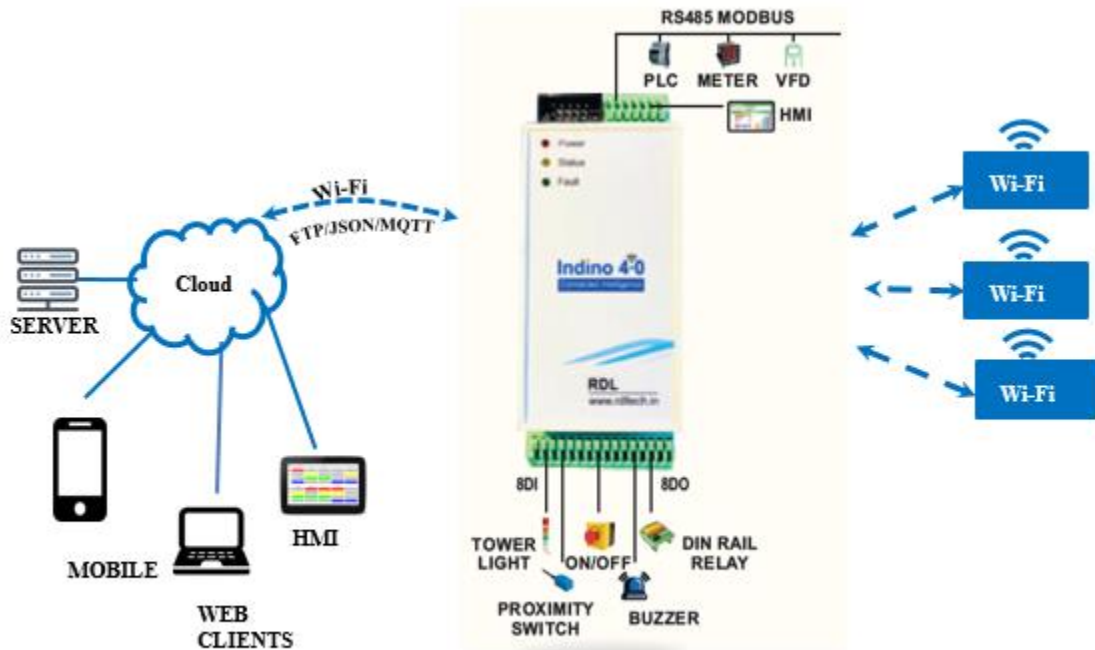 RS485 MODBUS
PLC METER VFD
HMI
Power
Status
Fault
Wi-Fi
FTP/JSON/MQTT
Wi-Fi
Wi-Fi
Wi-Fi
Cloud
SERVER
Indino 4.0
Connected Intelligence
RDL
www.rdltech.in
8DI
8DO
TOWER
LIGHT
ON/OFF
DIN RAIL
RELAY
PROXIMITY
SWITCH
BUZZER
HMI
MOBILE
WEB
CLIENTS